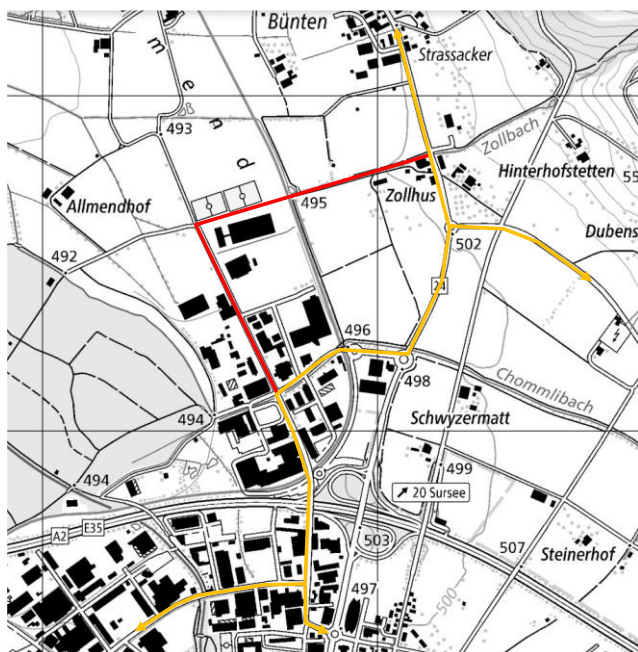 Bünten
Strassacker
m
e
n
d
493
Zollbach
Hinterhofstetten
55
495
Zollhus
Allmendhof
Dubens
502
492
24
496
498
Chommlibach
494
Schwyzermatt
494
499
20 Sursee
E35
A2
503
507
Steinerhof
497
500